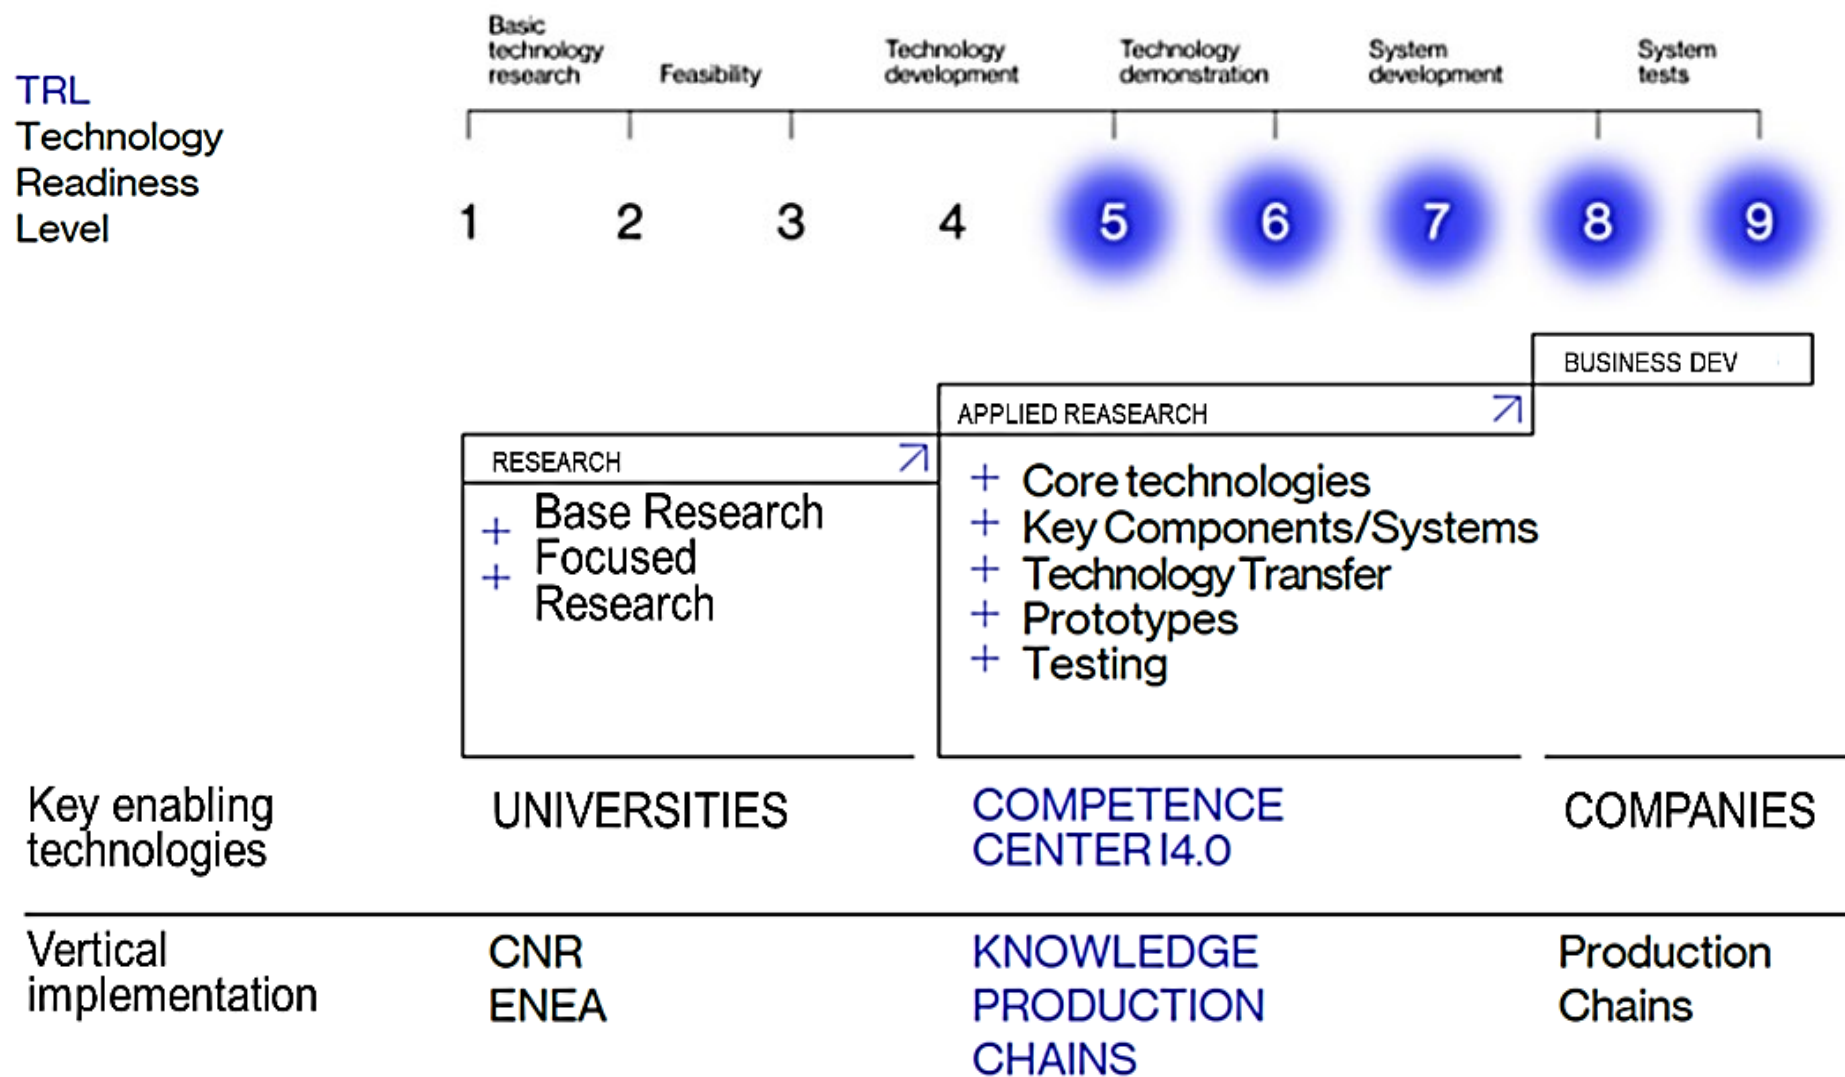 Basic
technology
research
Feasibility
Technology
development
Technology
demonstration
System
development
System
tests
TRL
Technology
Readiness
Level
1 2 3 4 5 6 7 8 9
BUSINESS DEV
APPLIED REASEARCH
RESEARCH
+ Base Research
+ Focused
Research
+ Core technologies
+ Key Components/Systems
+ Technology Transfer
+ Prototypes
+ Testing
Key enabling
technologies
UNIVERSITIES
COMPETENCE
CENTER I4.0
COMPANIES
Vertical
implementation
CNR
ENEA
KNOWLEDGE
PRODUCTION
CHAINS
Production
Chains